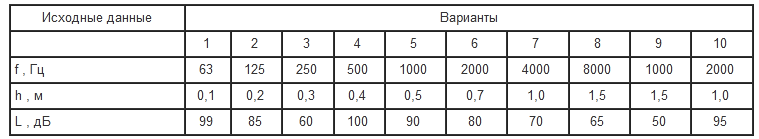 Исходные данные Варианты
1 2 3 4 5 6 7 8 9 10
f , Гц 63 125 250 500 1000 2000 4000 8000 1000 2000
h , м 0,1 0,2 0,3 0,4 0,5 0,7 1,0 1,5 1,5 1,0
L , дБ 99 85 60 100 90 80 70 65 50 95